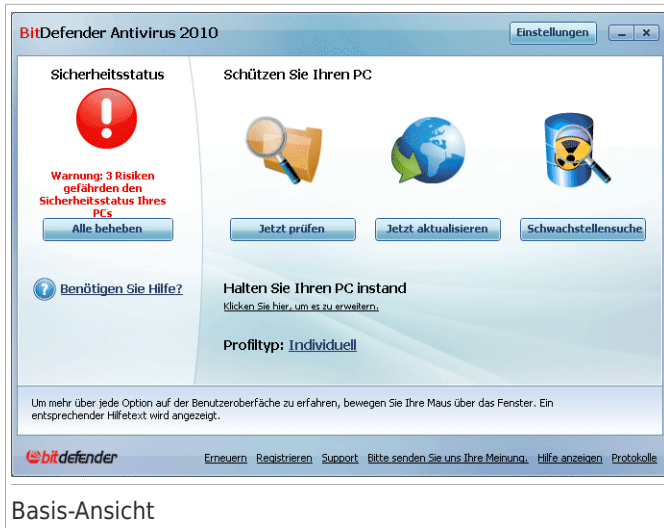 BitDefender Antivirus 2010
Einstellungen
Sicherheitsstatus
Warnung: 3 Risiken
gefährden den
Sicherheitsstatus Ihres
PCs
Alle beheben
Benötigen Sie Hilfe?
Schützen Sie Ihren PC
Jetzt prüfen
Jetzt aktualisieren
Schwachstellensuche
Halten Sie Ihren PC instand
Klicken Sie hier, um es zu erweitern.
Profiltyp: Individuell
Um mehr über jede Option auf der Benutzeroberfäche zu erfahren, bewegen Sie Ihre Maus über das Fenster. Ein
entsprechender Hilfetext wird angezeigt.
bitdefender
Erneuern Registrieren Support Bitte senden Sie uns Ihre Meinung. Hilfe anzeigen Protokolle
Basis-Ansicht